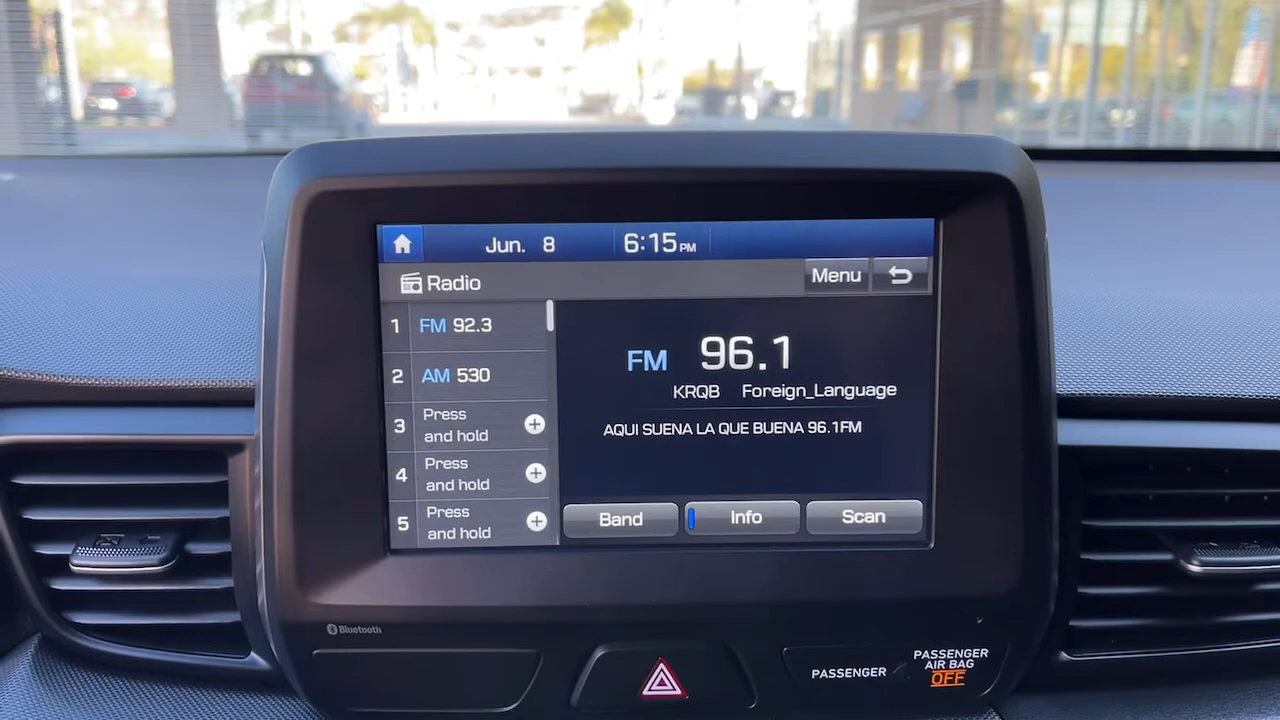 Jun. 8 6:15 PM
Radio Menu
1 FM 92.3
2 AM 530
3 Press
and hold
4 Press
and hold
5 Press
and hold
FM 96.1
KRQB Foreign_Language
AQUI SUENA LA QUE BUENA 96.1FM
Band Info Scan
Bluetooth
PASSENGER
PASSENGER
AIR BAG
OFF